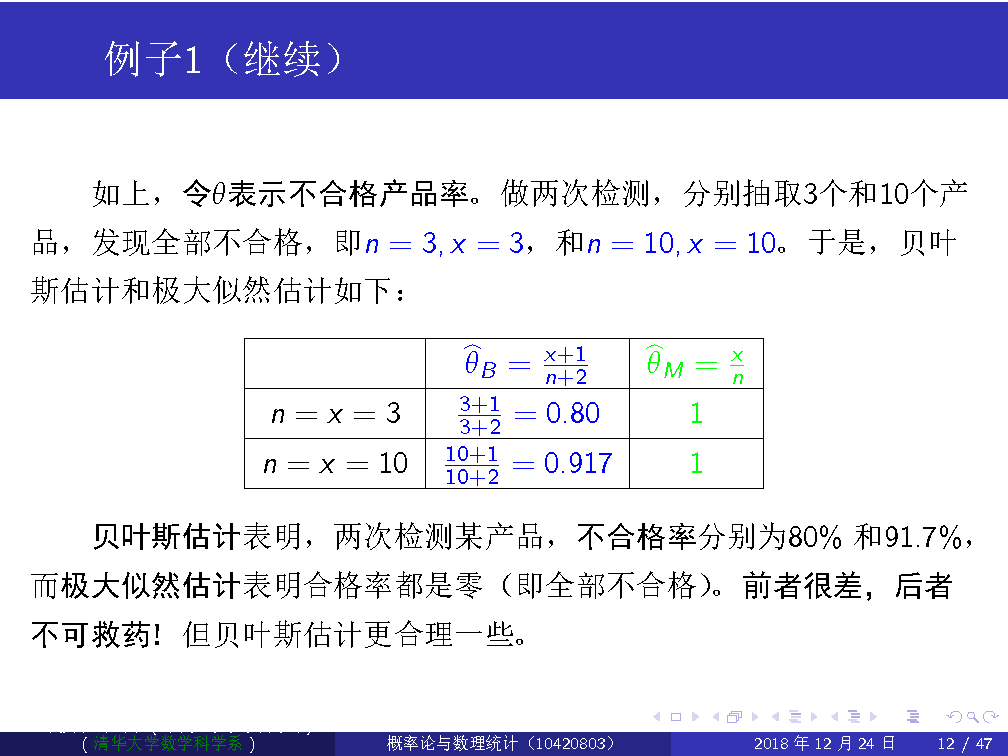 例子1（继续）
如上，令θ表示不合格产品率。做两次检测，分别抽取3个和10个产
品，发现全部不合格，即n = 3, x = 3，和n = 10, x = 10。于是，贝叶
斯估计和极大似然估计如下：
θ̂_B = (x+1)/(n+2) θ̂_M = x/n
n = x = 3 (3+1)/(3+2) = 0.80 1
n = x = 10 (10+1)/(10+2) = 0.917 1
贝叶斯估计表明，两次检测某产品，不合格率分别为80% 和91.7%，
而极大似然估计表明合格率都是零（即全部不合格）。前者很差，后者
不可救药！但贝叶斯估计更合理一些。
( 清华大学数学科学系 ) 概率论与数理统计（10420803） 2018 年 12 月 24 日 12 / 47